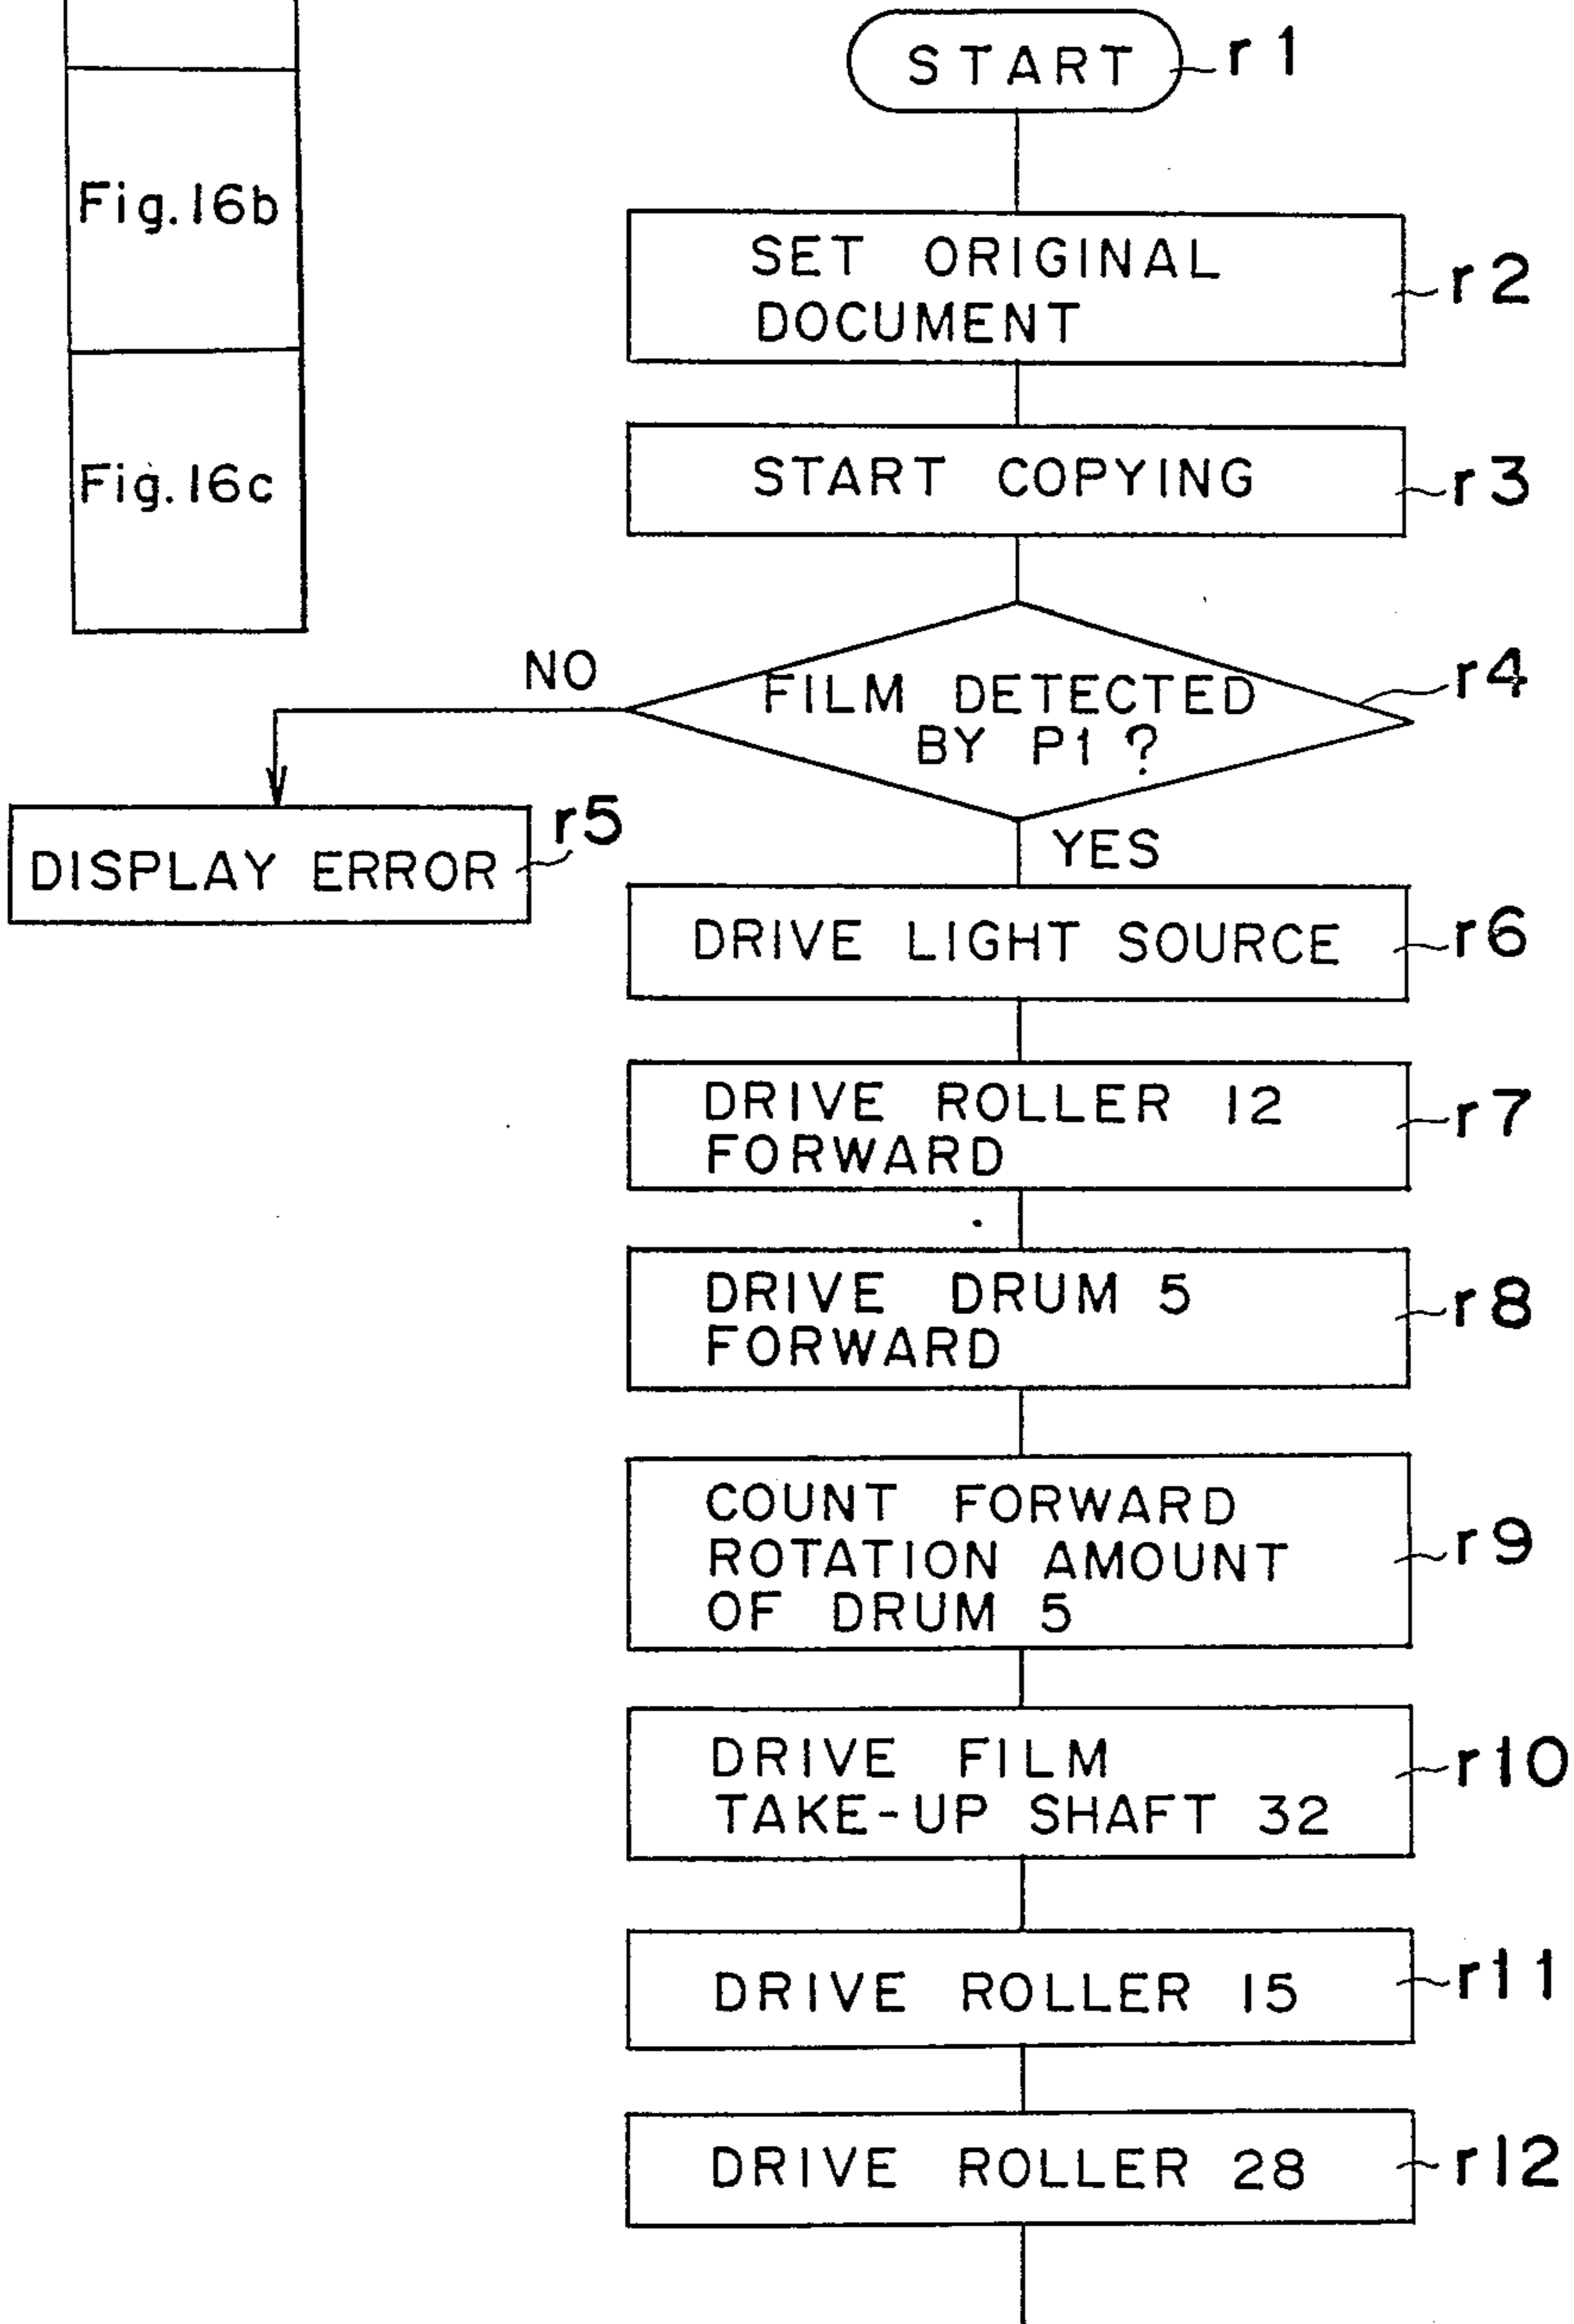 Fig.16b
Fig.16c
START
r1
SET ORIGINAL
DOCUMENT
r2
START COPYING
r3
FILM DETECTED
BY P1 ?
r4
NO
DISPLAY ERROR
r5
YES
DRIVE LIGHT SOURCE
r6
DRIVE ROLLER 12
FORWARD
r7
DRIVE DRUM 5
FORWARD
r8
COUNT FORWARD
ROTATION AMOUNT
OF DRUM 5
r9
DRIVE FILM
TAKE-UP SHAFT 32
r10
DRIVE ROLLER 15
r11
DRIVE ROLLER 28
r12